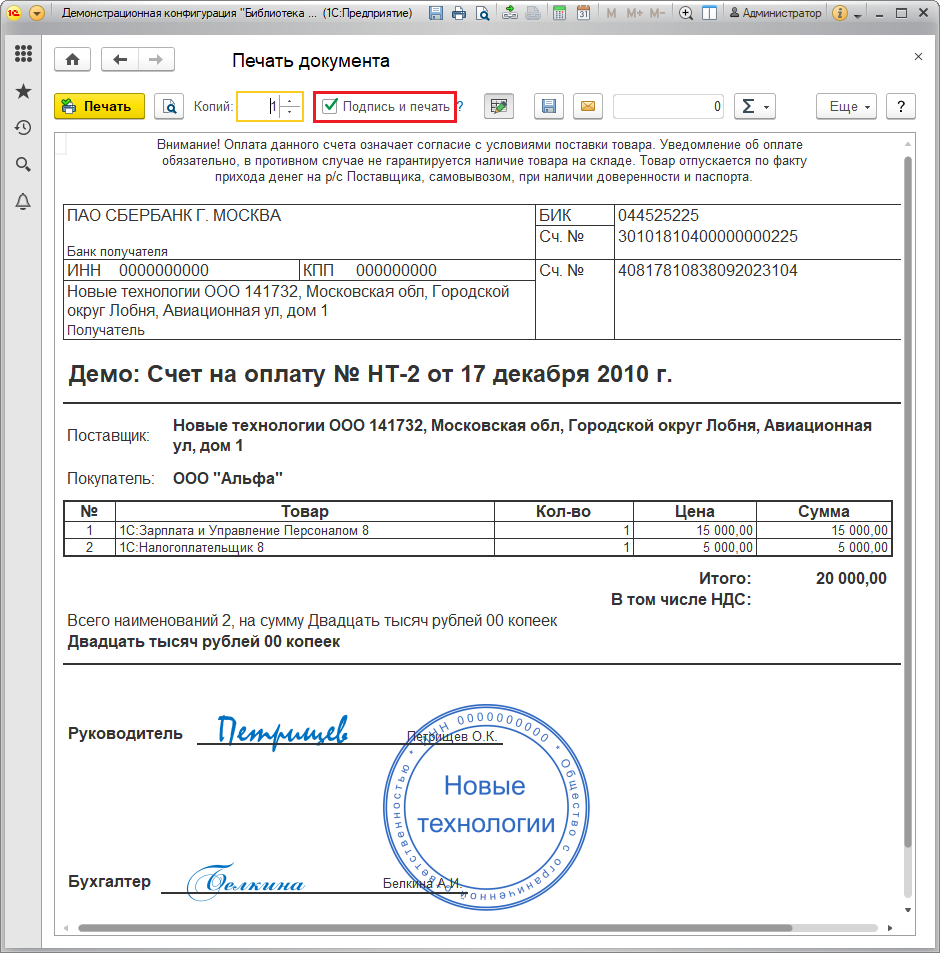 Демонстрационная конфигурация "Библиотека ... (1С:Предприятие)
M M+ M-
Администратор
Печать документа
Печать
Копий: 1
Подпись и печать ?
0
Σ
Еще
?
Внимание! Оплата данного счета означает согласие с условиями поставки товара. Уведомление об оплате
обязательно, в противном случае не гарантируется наличие товара на складе. Товар отпускается по факту
прихода денег на р/с Поставщика, самовывозом, при наличии доверенности и паспорта.
ПАО СБЕРБАНК Г. МОСКВА БИК 044525225
Сч. № 30101810400000000225
Банк получателя
ИНН 0000000000 КПП 000000000 Сч. № 40817810838092023104
Новые технологии ООО 141732, Московская обл, Городской
округ Лобня, Авиационная ул, дом 1
Получатель
Демо: Счет на оплату № НТ-2 от 17 декабря 2010 г.
Поставщик: Новые технологии ООО 141732, Московская обл, Городской округ Лобня, Авиационная
ул, дом 1
Покупатель: ООО "Альфа"
№ Товар Кол-во Цена Сумма
1 1С:Зарплата и Управление Персоналом 8 1 15 000,00 15 000,00
2 1С:Налогоплательщик 8 1 5 000,00 5 000,00
Итого: 20 000,00
В том числе НДС:
Всего наименований 2, на сумму Двадцать тысяч рублей 00 копеек
Двадцать тысяч рублей 00 копеек
Руководитель Петрищев Петрищев О.К.
* ИНН 0000000000 * Общество с ограниченной ответственностью
Новые
технологии
Бухгалтер Белкина Белкина А.И.